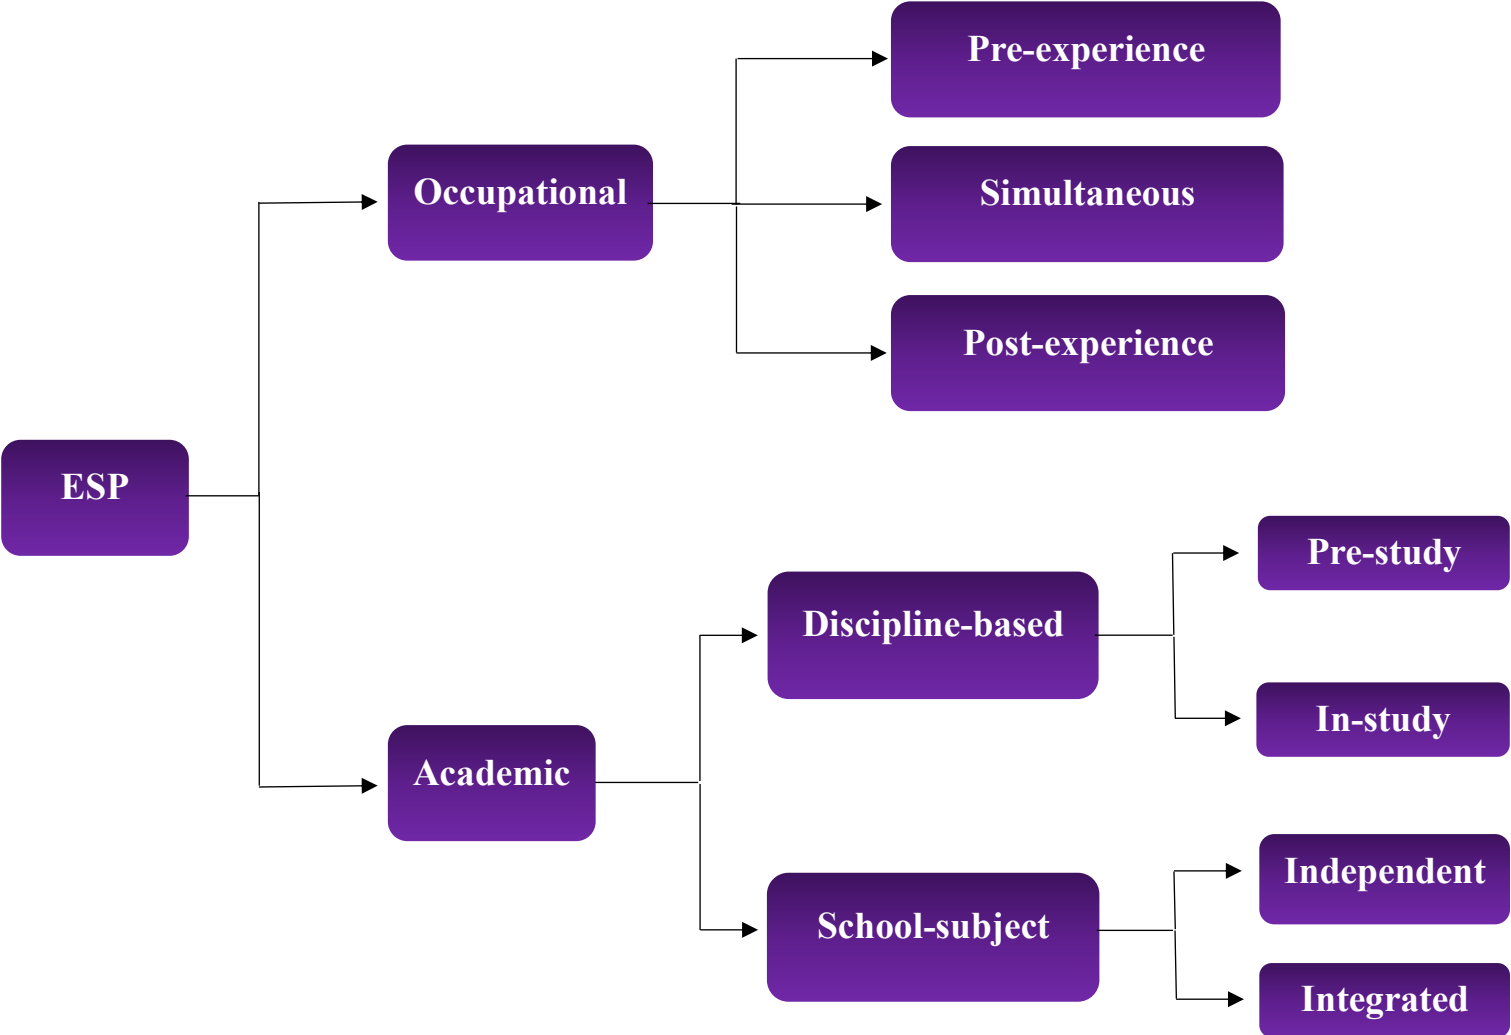 Pre-experience
Occupational
Simultaneous
Post-experience
ESP
Pre-study
Discipline-based
In-study
Academic
Independent
School-subject
Integrated